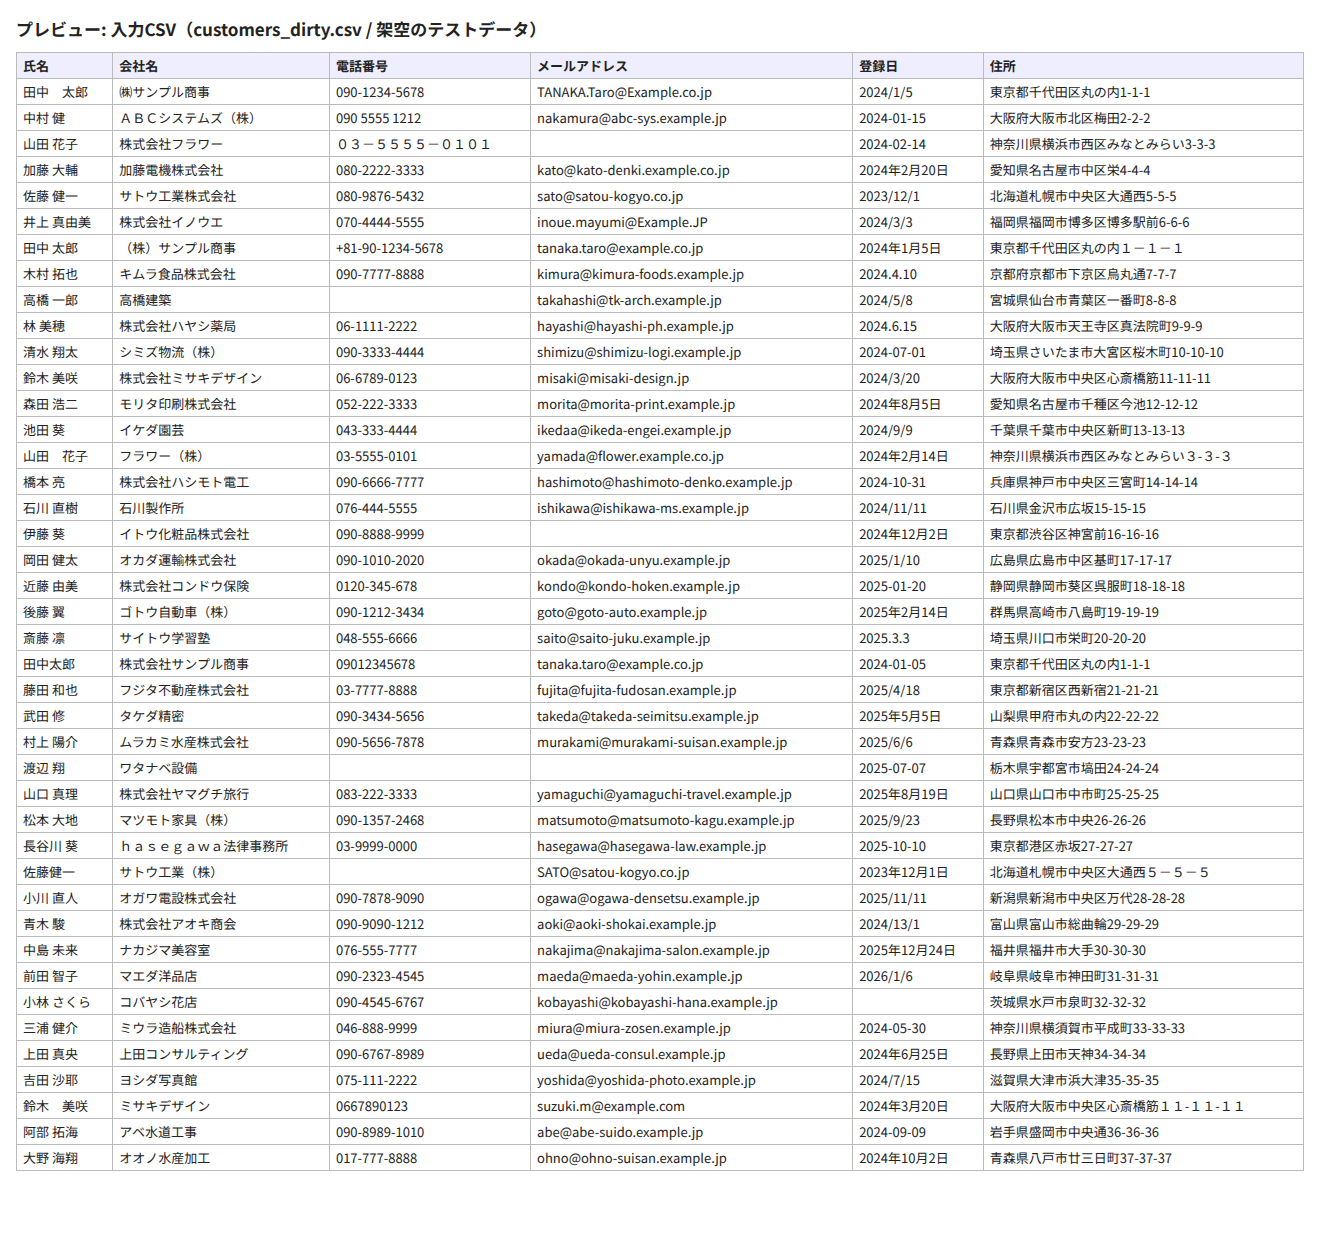 プレビュー: 入力CSV（customers_dirty.csv / 架空のテストデータ）
氏名 会社名 電話番号 メールアドレス 登録日 住所
田中　太郎 ㈱サンプル商事 090-1234-5678 TANAKA.Taro@Example.co.jp 2024/1/5 東京都千代田区丸の内1-1-1
中村 健 ＡＢＣシステムズ（株） 090 5555 1212 nakamura@abc-sys.example.jp 2024-01-15 大阪府大阪市北区梅田2-2-2
山田 花子 株式会社フラワー ０３－５５５５－０１０１ 2024-02-14 神奈川県横浜市西区みなとみらい3-3-3
加藤 大輔 加藤電機株式会社 080-2222-3333 kato@kato-denki.example.co.jp 2024年2月20日 愛知県名古屋市中区栄4-4-4
佐藤 健一 サトウ工業株式会社 080-9876-5432 sato@satou-kogyo.co.jp 2023/12/1 北海道札幌市中央区大通西5-5-5
井上 真由美 株式会社イノウエ 070-4444-5555 inoue.mayumi@Example.JP 2024/3/3 福岡県福岡市博多区博多駅前6-6-6
田中 太郎 （株）サンプル商事 +81-90-1234-5678 tanaka.taro@example.co.jp 2024年1月5日 東京都千代田区丸の内１－１－１
木村 拓也 キムラ食品株式会社 090-7777-8888 kimura@kimura-foods.example.jp 2024.4.10 京都府京都市下京区烏丸通7-7-7
高橋 一郎 高橋建築 takahashi@tk-arch.example.jp 2024/5/8 宮城県仙台市青葉区一番町8-8-8
林 美穂 株式会社ハヤシ薬局 06-1111-2222 hayashi@hayashi-ph.example.jp 2024.6.15 大阪府大阪市天王寺区真法院町9-9-9
清水 翔太 シミズ物流（株） 090-3333-4444 shimizu@shimizu-logi.example.jp 2024-07-01 埼玉県さいたま市大宮区桜木町10-10-10
鈴木 美咲 株式会社ミサキデザイン 06-6789-0123 misaki@misaki-design.jp 2024/3/20 大阪府大阪市中央区心斎橋筋11-11-11
森田 浩二 モリタ印刷株式会社 052-222-3333 morita@morita-print.example.jp 2024年8月5日 愛知県名古屋市千種区今池12-12-12
池田 葵 イケダ園芸 043-333-4444 ikedaa@ikeda-engei.example.jp 2024/9/9 千葉県千葉市中央区新町13-13-13
山田　花子 フラワー（株） 03-5555-0101 yamada@flower.example.co.jp 2024年2月14日 神奈川県横浜市西区みなとみらい３-３-３
橋本 亮 株式会社ハシモト電工 090-6666-7777 hashimoto@hashimoto-denko.example.jp 2024-10-31 兵庫県神戸市中央区三宮町14-14-14
石川 直樹 石川製作所 076-444-5555 ishikawa@ishikawa-ms.example.jp 2024/11/11 石川県金沢市広坂15-15-15
伊藤 葵 イトウ化粧品株式会社 090-8888-9999 2024年12月2日 東京都渋谷区神宮前16-16-16
岡田 健太 オカダ運輸株式会社 090-1010-2020 okada@okada-unyu.example.jp 2025/1/10 広島県広島市中区基町17-17-17
近藤 由美 株式会社コンドウ保険 0120-345-678 kondo@kondo-hoken.example.jp 2025-01-20 静岡県静岡市葵区呉服町18-18-18
後藤 翼 ゴトウ自動車（株） 090-1212-3434 goto@goto-auto.example.jp 2025年2月14日 群馬県高崎市八島町19-19-19
斎藤 凛 サイトウ学習塾 048-555-6666 saito@saito-juku.example.jp 2025.3.3 埼玉県川口市栄町20-20-20
田中太郎 株式会社サンプル商事 09012345678 tanaka.taro@example.co.jp 2024-01-05 東京都千代田区丸の内1-1-1
藤田 和也 フジタ不動産株式会社 03-7777-8888 fujita@fujita-fudosan.example.jp 2025/4/18 東京都新宿区西新宿21-21-21
武田 修 タケダ精密 090-3434-5656 takeda@takeda-seimitsu.example.jp 2025年5月5日 山梨県甲府市丸の内22-22-22
村上 陽介 ムラカミ水産株式会社 090-5656-7878 murakami@murakami-suisan.example.jp 2025/6/6 青森県青森市安方23-23-23
渡辺 翔 ワタナベ設備 2025-07-07 栃木県宇都宮市塙田24-24-24
山口 真理 株式会社ヤマグチ旅行 083-222-3333 yamaguchi@yamaguchi-travel.example.jp 2025年8月19日 山口県山口市中市町25-25-25
松本 大地 マツモト家具（株） 090-1357-2468 matsumoto@matsumoto-kagu.example.jp 2025/9/23 長野県松本市中央26-26-26
長谷川 葵 ｈａｓｅｇａｗａ法律事務所 03-9999-0000 hasegawa@hasegawa-law.example.jp 2025-10-10 東京都港区赤坂27-27-27
佐藤健一 サトウ工業（株） SATO@satou-kogyo.co.jp 2023年12月1日 北海道札幌市中央区大通西５－５－５
小川 直人 オガワ電設株式会社 090-7878-9090 ogawa@ogawa-densetsu.example.jp 2025/11/11 新潟県新潟市中央区万代28-28-28
青木 駿 株式会社アオキ商会 090-9090-1212 aoki@aoki-shokai.example.jp 2024/13/1 富山県富山市総曲輪29-29-29
中島 未来 ナカジマ美容室 076-555-7777 nakajima@nakajima-salon.example.jp 2025年12月24日 福井県福井市大手30-30-30
前田 智子 マエダ洋品店 090-2323-4545 maeda@maeda-yohin.example.jp 2026/1/6 岐阜県岐阜市神田町31-31-31
小林 さくら コバヤシ花店 090-4545-6767 kobayashi@kobayashi-hana.example.jp 茨城県水戸市泉町32-32-32
三浦 健介 ミウラ造船株式会社 046-888-9999 miura@miura-zosen.example.jp 2024-05-30 神奈川県横須賀市平成町33-33-33
上田 真央 上田コンサルティング 090-6767-8989 ueda@ueda-consul.example.jp 2024年6月25日 長野県上田市天神34-34-34
吉田 沙耶 ヨシダ写真館 075-111-2222 yoshida@yoshida-photo.example.jp 2024/7/15 滋賀県大津市浜大津35-35-35
鈴木　美咲 ミサキデザイン 0667890123 suzuki.m@example.com 2024年3月20日 大阪府大阪市中央区心斎橋筋１１-１１-１１
阿部 拓海 アベ水道工事 090-8989-1010 abe@abe-suido.example.jp 2024-09-09 岩手県盛岡市中央通36-36-36
大野 海翔 オオノ水産加工 017-777-8888 ohno@ohno-suisan.example.jp 2024年10月2日 青森県八戸市廿三日町37-37-37